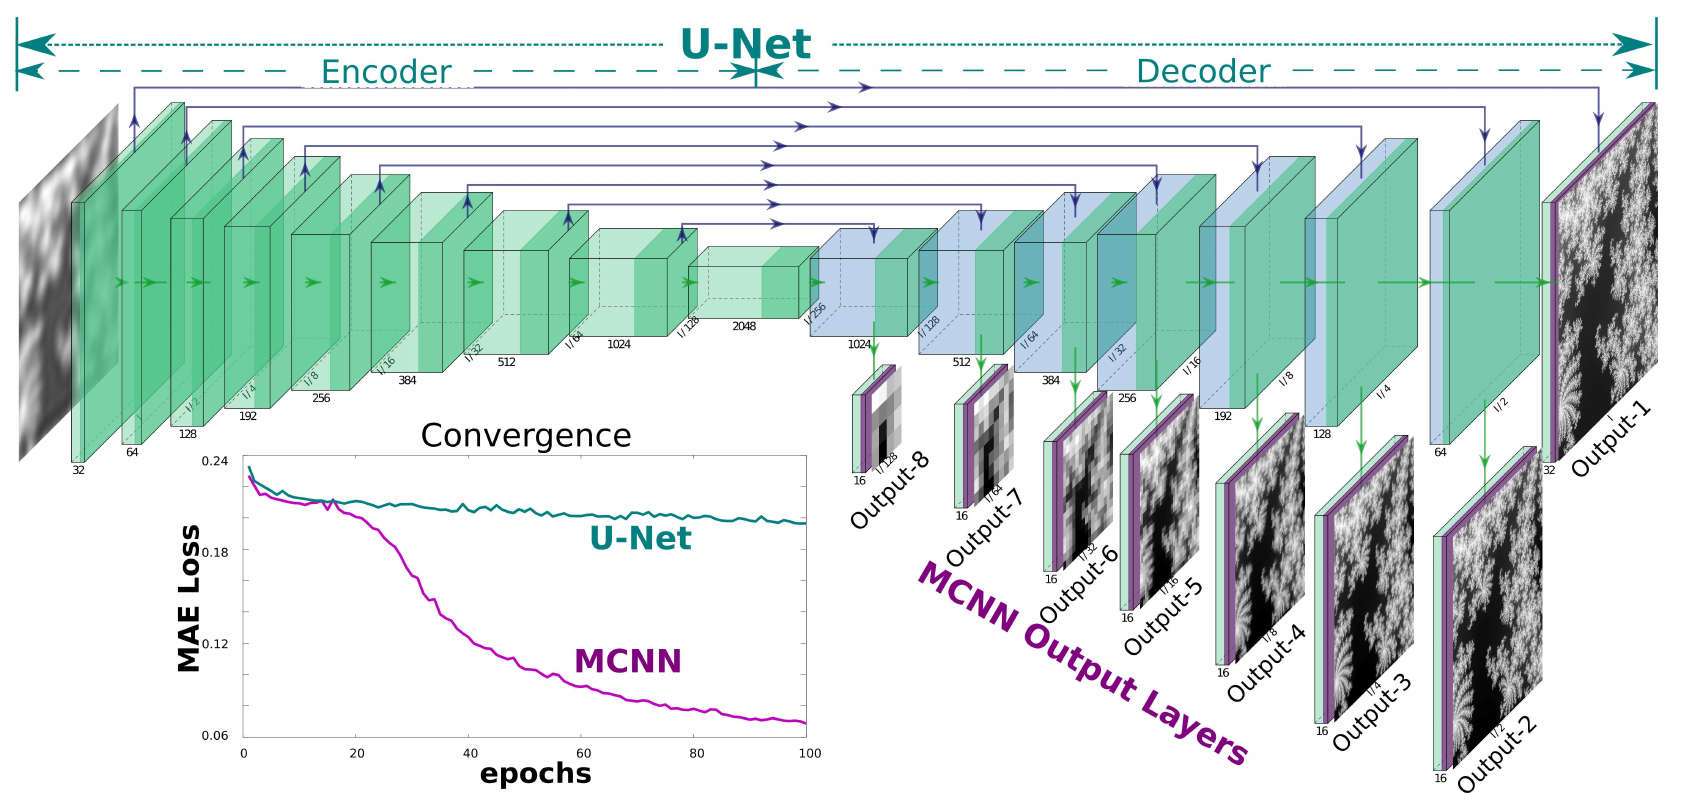 U-Net
Encoder
Decoder
32
64
I/ 2
128
I/ 4
192
I/ 8
256
I/ 16
384
I/ 32
512
I/ 64
1024
I/ 128
2048
I/ 256
1024
I/ 128
512
I/ 64
384
I/ 32
256
I/ 16
192
I/ 8
128
I/ 4
64
I/ 2
32
I
Output-1
16
I/ 128
Output-8
16
I/ 64
Output-7
16
I/ 32
Output-6
16
I/ 16
Output-5
16
I/ 8
Output-4
16
I/ 4
Output-3
16
I/ 2
Output-2
MCNN Output Layers
Convergence
0.24
0.18
0.12
0.06
MAE Loss
U-Net
MCNN
0
20
40
60
80
100
epochs